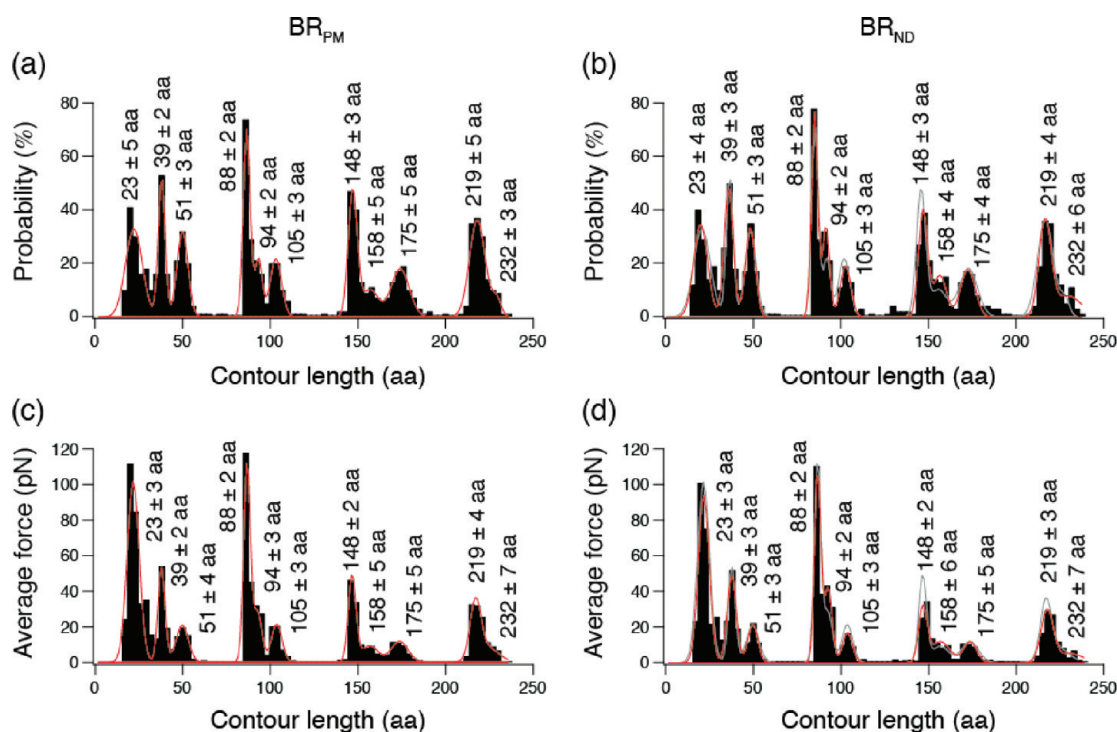 BRPM
BRND
(a)
Probability (%)
80
60
40
20
0
23 ± 5 aa
39 ± 2 aa
51 ± 3 aa
88 ± 2 aa
94 ± 2 aa
105 ± 3 aa
148 ± 3 aa
158 ± 5 aa
175 ± 5 aa
219 ± 5 aa
232 ± 3 aa
0 50 100 150 200 250
Contour length (aa)
(b)
Probability (%)
80
60
40
20
0
23 ± 4 aa
39 ± 3 aa
51 ± 3 aa
88 ± 2 aa
94 ± 2 aa
105 ± 3 aa
148 ± 3 aa
158 ± 4 aa
175 ± 4 aa
219 ± 4 aa
232 ± 6 aa
0 50 100 150 200 250
Contour length (aa)
(c)
Average force (pN)
120
100
80
60
40
20
0
23 ± 3 aa
39 ± 2 aa
51 ± 4 aa
88 ± 2 aa
94 ± 3 aa
105 ± 3 aa
148 ± 2 aa
158 ± 5 aa
175 ± 5 aa
219 ± 4 aa
232 ± 7 aa
0 50 100 150 200 250
Contour length (aa)
(d)
Average force (pN)
120
100
80
60
40
20
0
23 ± 3 aa
39 ± 3 aa
51 ± 3 aa
88 ± 2 aa
94 ± 2 aa
105 ± 3 aa
148 ± 2 aa
158 ± 6 aa
175 ± 5 aa
219 ± 3 aa
232 ± 7 aa
0 50 100 150 200 250
Contour length (aa)